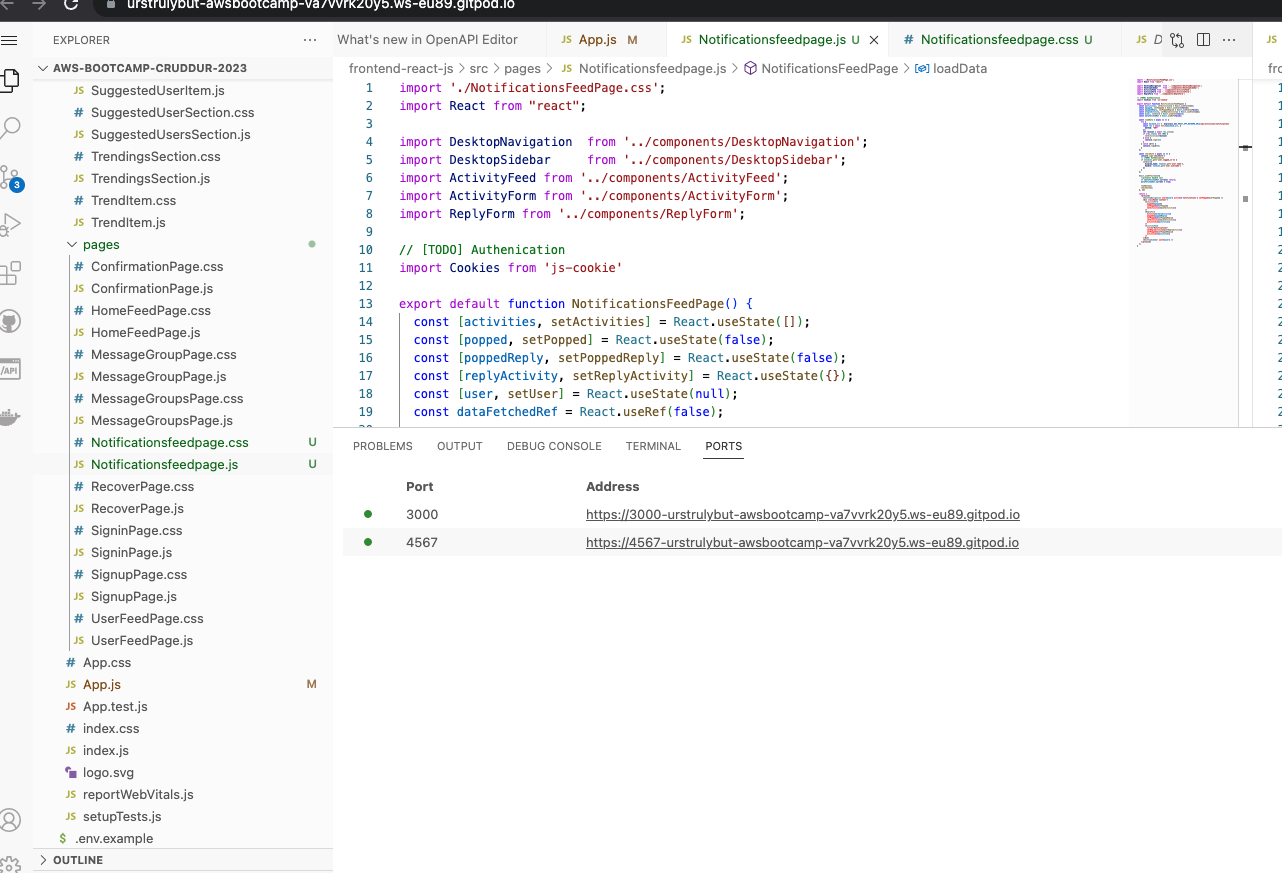 urstrulybut-awsbootcamp-va7vvrk20y5.ws-eu89.gitpod.io
EXPLORER
AWS-BOOTCAMP-CRUDDUR-2023
JS SuggestedUserItem.js
# SuggestedUserSection.css
JS SuggestedUsersSection.js
# TrendingsSection.css
JS TrendingsSection.js
# TrendItem.css
JS TrendItem.js
pages
# ConfirmationPage.css
JS ConfirmationPage.js
# HomeFeedPage.css
JS HomeFeedPage.js
# MessageGroupPage.css
JS MessageGroupPage.js
# MessageGroupsPage.css
JS MessageGroupsPage.js
# Notificationsfeedpage.css U
JS Notificationsfeedpage.js U
# RecoverPage.css
JS RecoverPage.js
# SigninPage.css
JS SigninPage.js
# SignupPage.css
JS SignupPage.js
# UserFeedPage.css
JS UserFeedPage.js
# App.css
JS App.js M
JS App.test.js
# index.css
JS index.js
logo.svg
JS reportWebVitals.js
JS setupTests.js
$ .env.example
OUTLINE
3
/API
What's new in OpenAPI Editor JS App.js M JS Notificationsfeedpage.js U # Notificationsfeedpage.css U JS D JS
frontend-react-js > src > pages > JS Notificationsfeedpage.js > NotificationsFeedPage > loadData
1 import './NotificationsFeedPage.css';
2 import React from "react";
3
4 import DesktopNavigation  from '../components/DesktopNavigation';
5 import DesktopSidebar     from '../components/DesktopSidebar';
6 import ActivityFeed from '../components/ActivityFeed';
7 import ActivityForm from '../components/ActivityForm';
8 import ReplyForm from '../components/ReplyForm';
9
10 // [TODO] Authenication
11 import Cookies from 'js-cookie'
12
13 export default function NotificationsFeedPage() {
14   const [activities, setActivities] = React.useState([]);
15   const [popped, setPopped] = React.useState(false);
16   const [poppedReply, setPoppedReply] = React.useState(false);
17   const [replyActivity, setReplyActivity] = React.useState({});
18   const [user, setUser] = React.useState(null);
19   const dataFetchedRef = React.useRef(false);
PROBLEMS OUTPUT DEBUG CONSOLE TERMINAL PORTS
Port Address
3000 https://3000-urstrulybut-awsbootcamp-va7vvrk20y5.ws-eu89.gitpod.io
4567 https://4567-urstrulybut-awsbootcamp-va7vvrk20y5.ws-eu89.gitpod.io